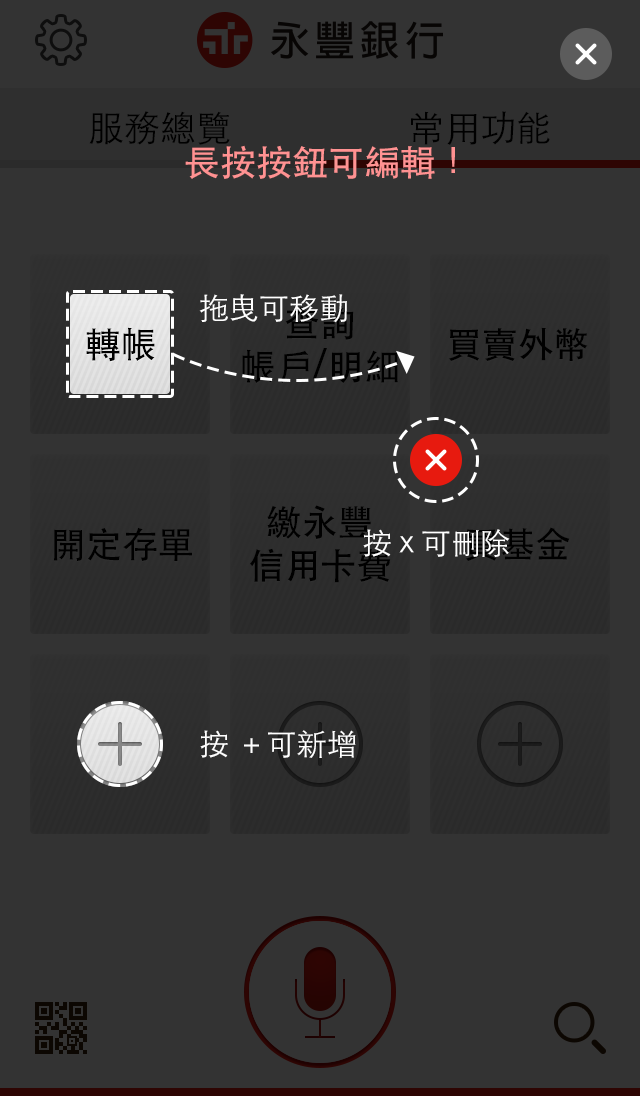 永豐銀行
服務總覽
常用功能
長按按鈕可編輯！
轉帳
拖曳可移動
查詢
帳戶/明細
買賣外幣
開定存單
繳永豐
信用卡費
按 x 可刪除
基金
按 + 可新增